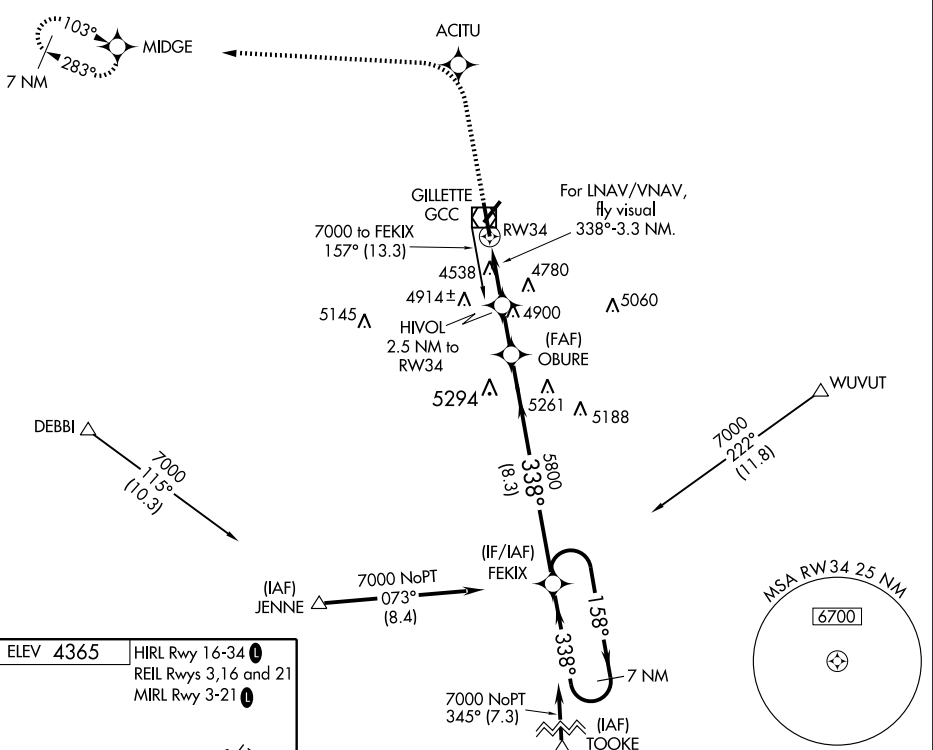 103°
MIDGE
283°
7 NM
ACITU
GILLETTE
GCC
RW34
For LNAV/VNAV,
fly visual
338°-3.3 NM.
7000 to FEKIX
157° (13.3)
4538
4780
4914±
4900
5060
5145
HIVOL
2.5 NM to
RW34
(FAF)
OBURE
5294
5261
5188
WUVUT
7000
222°
(11.8)
DEBBI
7000
115°
(10.3)
5800
338°
(8.3)
(IF/IAF)
FEKIX
(IAF)
JENNE
7000 NoPT
073°
(8.4)
158°
338°
7 NM
7000 NoPT
345° (7.3)
(IAF)
TOOKE
MSA RW34 25 NM
6700
ELEV 4365
HIRL Rwy 16-34 L
REIL Rwys 3,16 and 21
MIRL Rwy 3-21 L